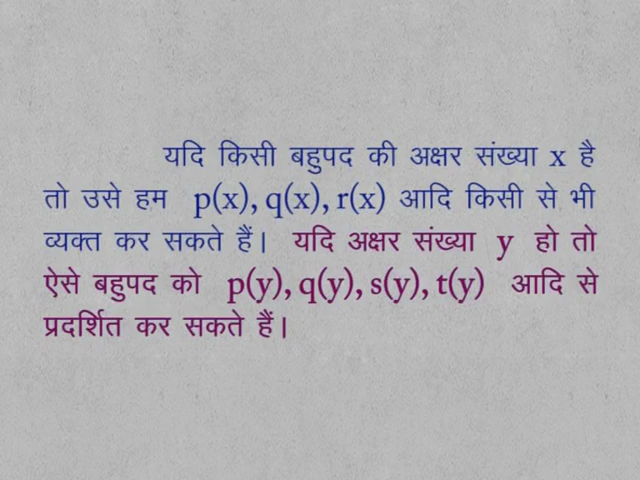 यदि किसी बहुपद की अक्षर संख्या x है
तो उसे हम p(x), q(x), r(x) आदि किसी से भी
व्यक्त कर सकते हैं। यदि अक्षर संख्या y हो तो
ऐसे बहुपद को p(y), q(y), s(y), t(y) आदि से
प्रदर्शित कर सकते हैं।